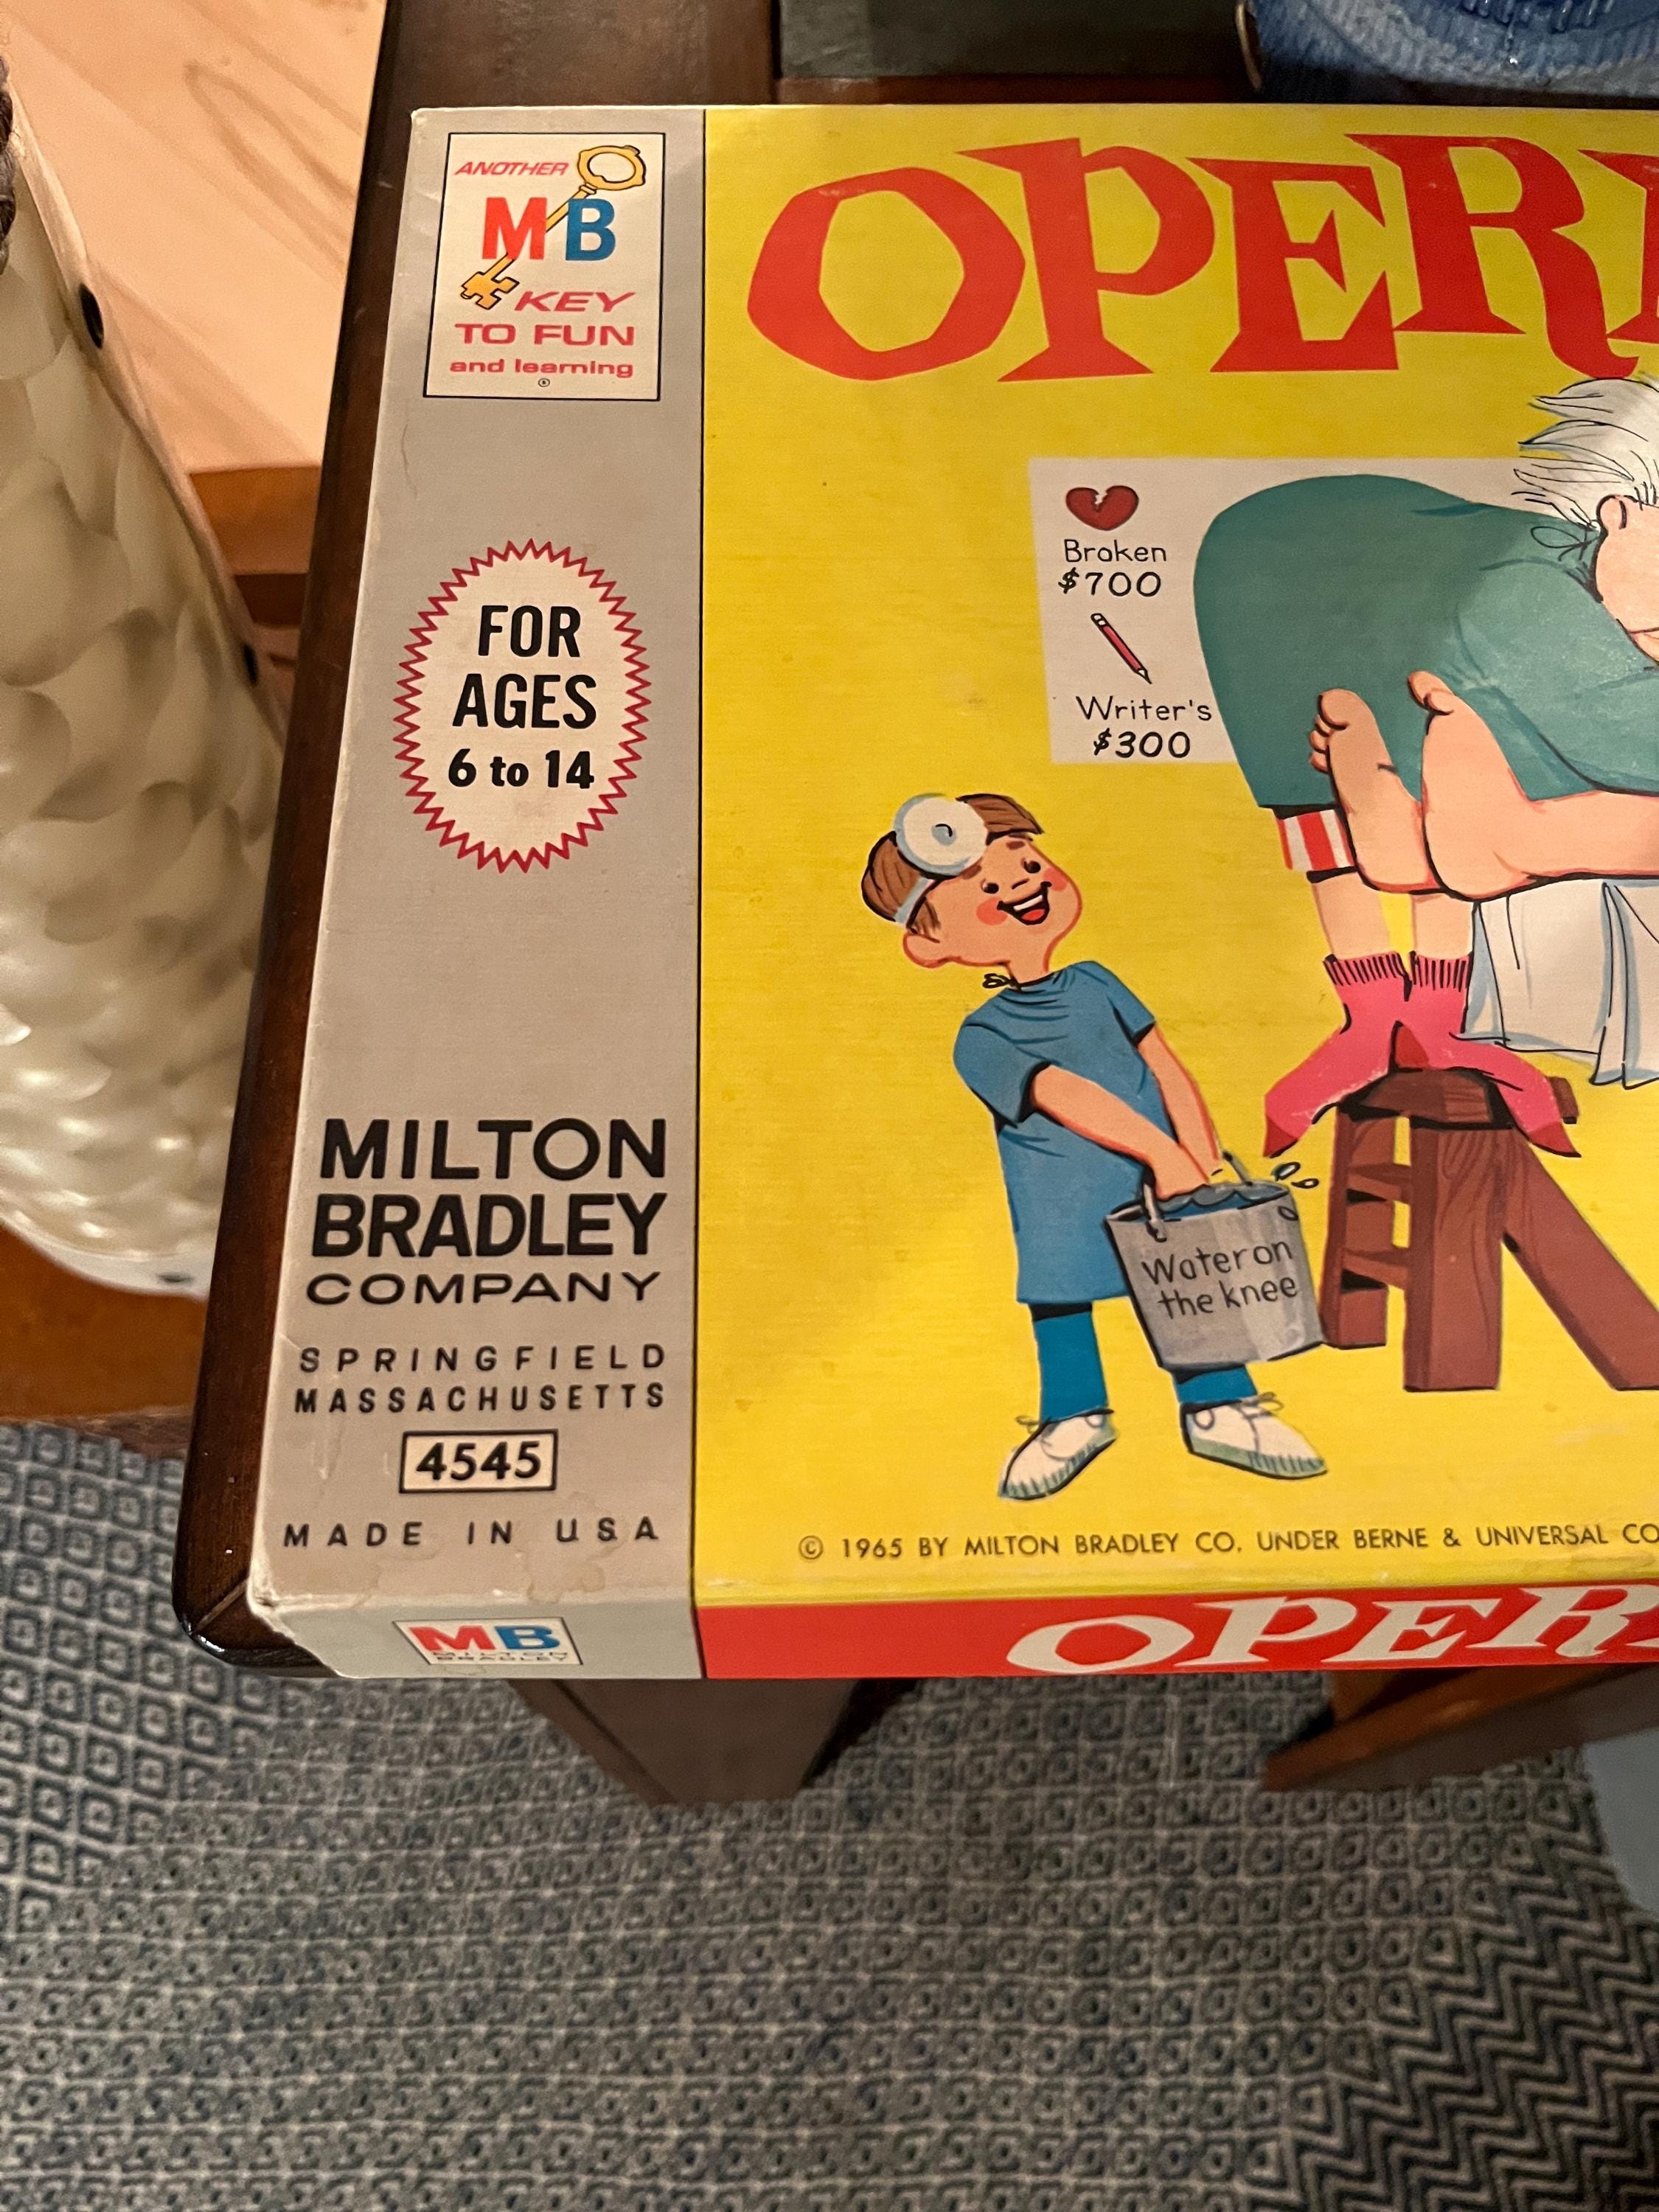 ANOTHER
MB
KEY
TO FUN
and learning
®
FOR
AGES
6 to 14
MILTON
BRADLEY
COMPANY
SPRINGFIELD
MASSACHUSETTS
4545
MADE IN USA
MB
MILTON
BRADLEY
OPER
Broken
$700
Writer's
$300
Water on
the knee
© 1965 BY MILTON BRADLEY CO. UNDER BERNE & UNIVERSAL CO
OPER